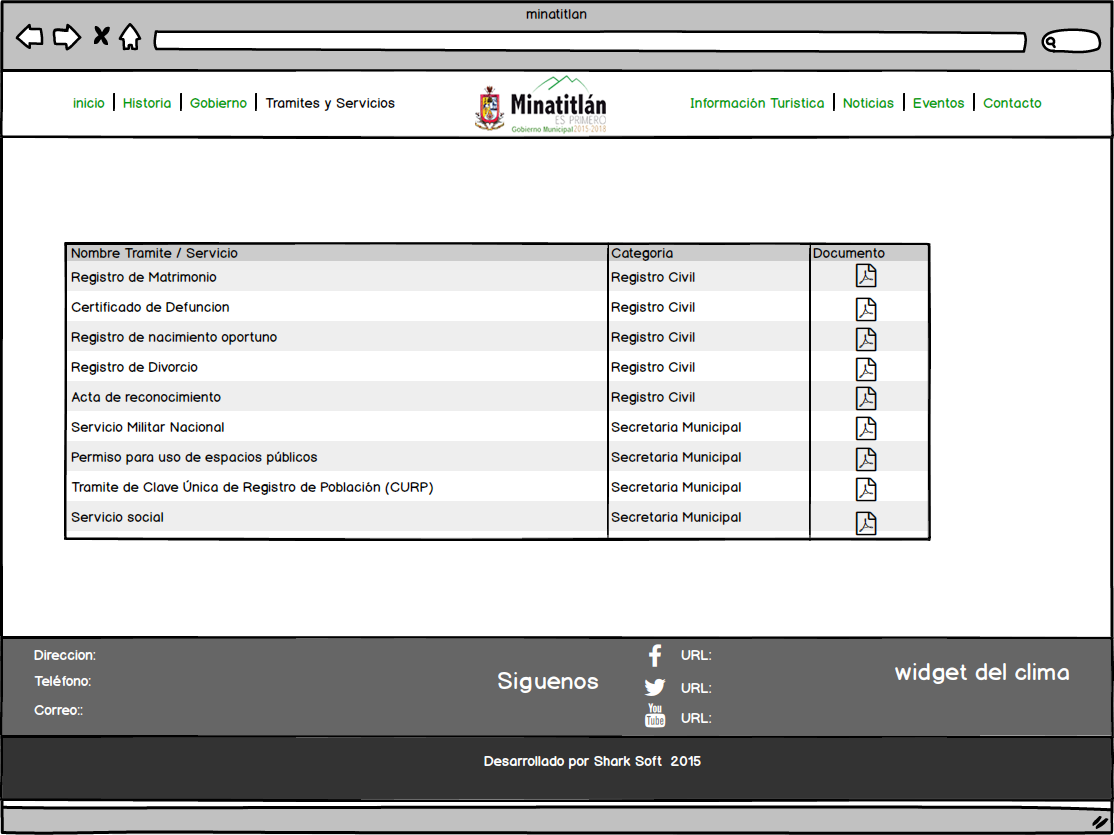 minatitlan
inicio Historia Gobierno Tramites y Servicios
Minatitlán
ES PRIMERO
Gobierno Municipal 2015-2018
Información Turistica Noticias Eventos Contacto
Nombre Tramite / Servicio Categoria Documento
Registro de Matrimonio Registro Civil
Certificado de Defuncion Registro Civil
Registro de nacimiento oportuno Registro Civil
Registro de Divorcio Registro Civil
Acta de reconocimiento Registro Civil
Servicio Militar Nacional Secretaria Municipal
Permiso para uso de espacios públicos Secretaria Municipal
Tramite de Clave Única de Registro de Población (CURP) Secretaria Municipal
Servicio social Secretaria Municipal
Direccion:
Teléfono:
Correo::
Siguenos
URL:
URL:
You Tube URL:
widget del clima
Desarrollado por Shark Soft 2015